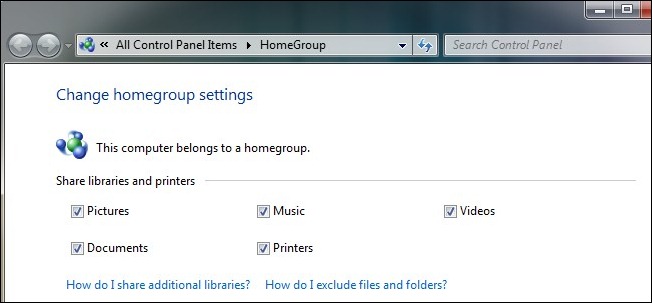 « All Control Panel Items ▸ HomeGroup Search Control Panel
Change homegroup settings
This computer belongs to a homegroup.
Share libraries and printers
Pictures Music Videos
Documents Printers
How do I share additional libraries? How do I exclude files and folders?